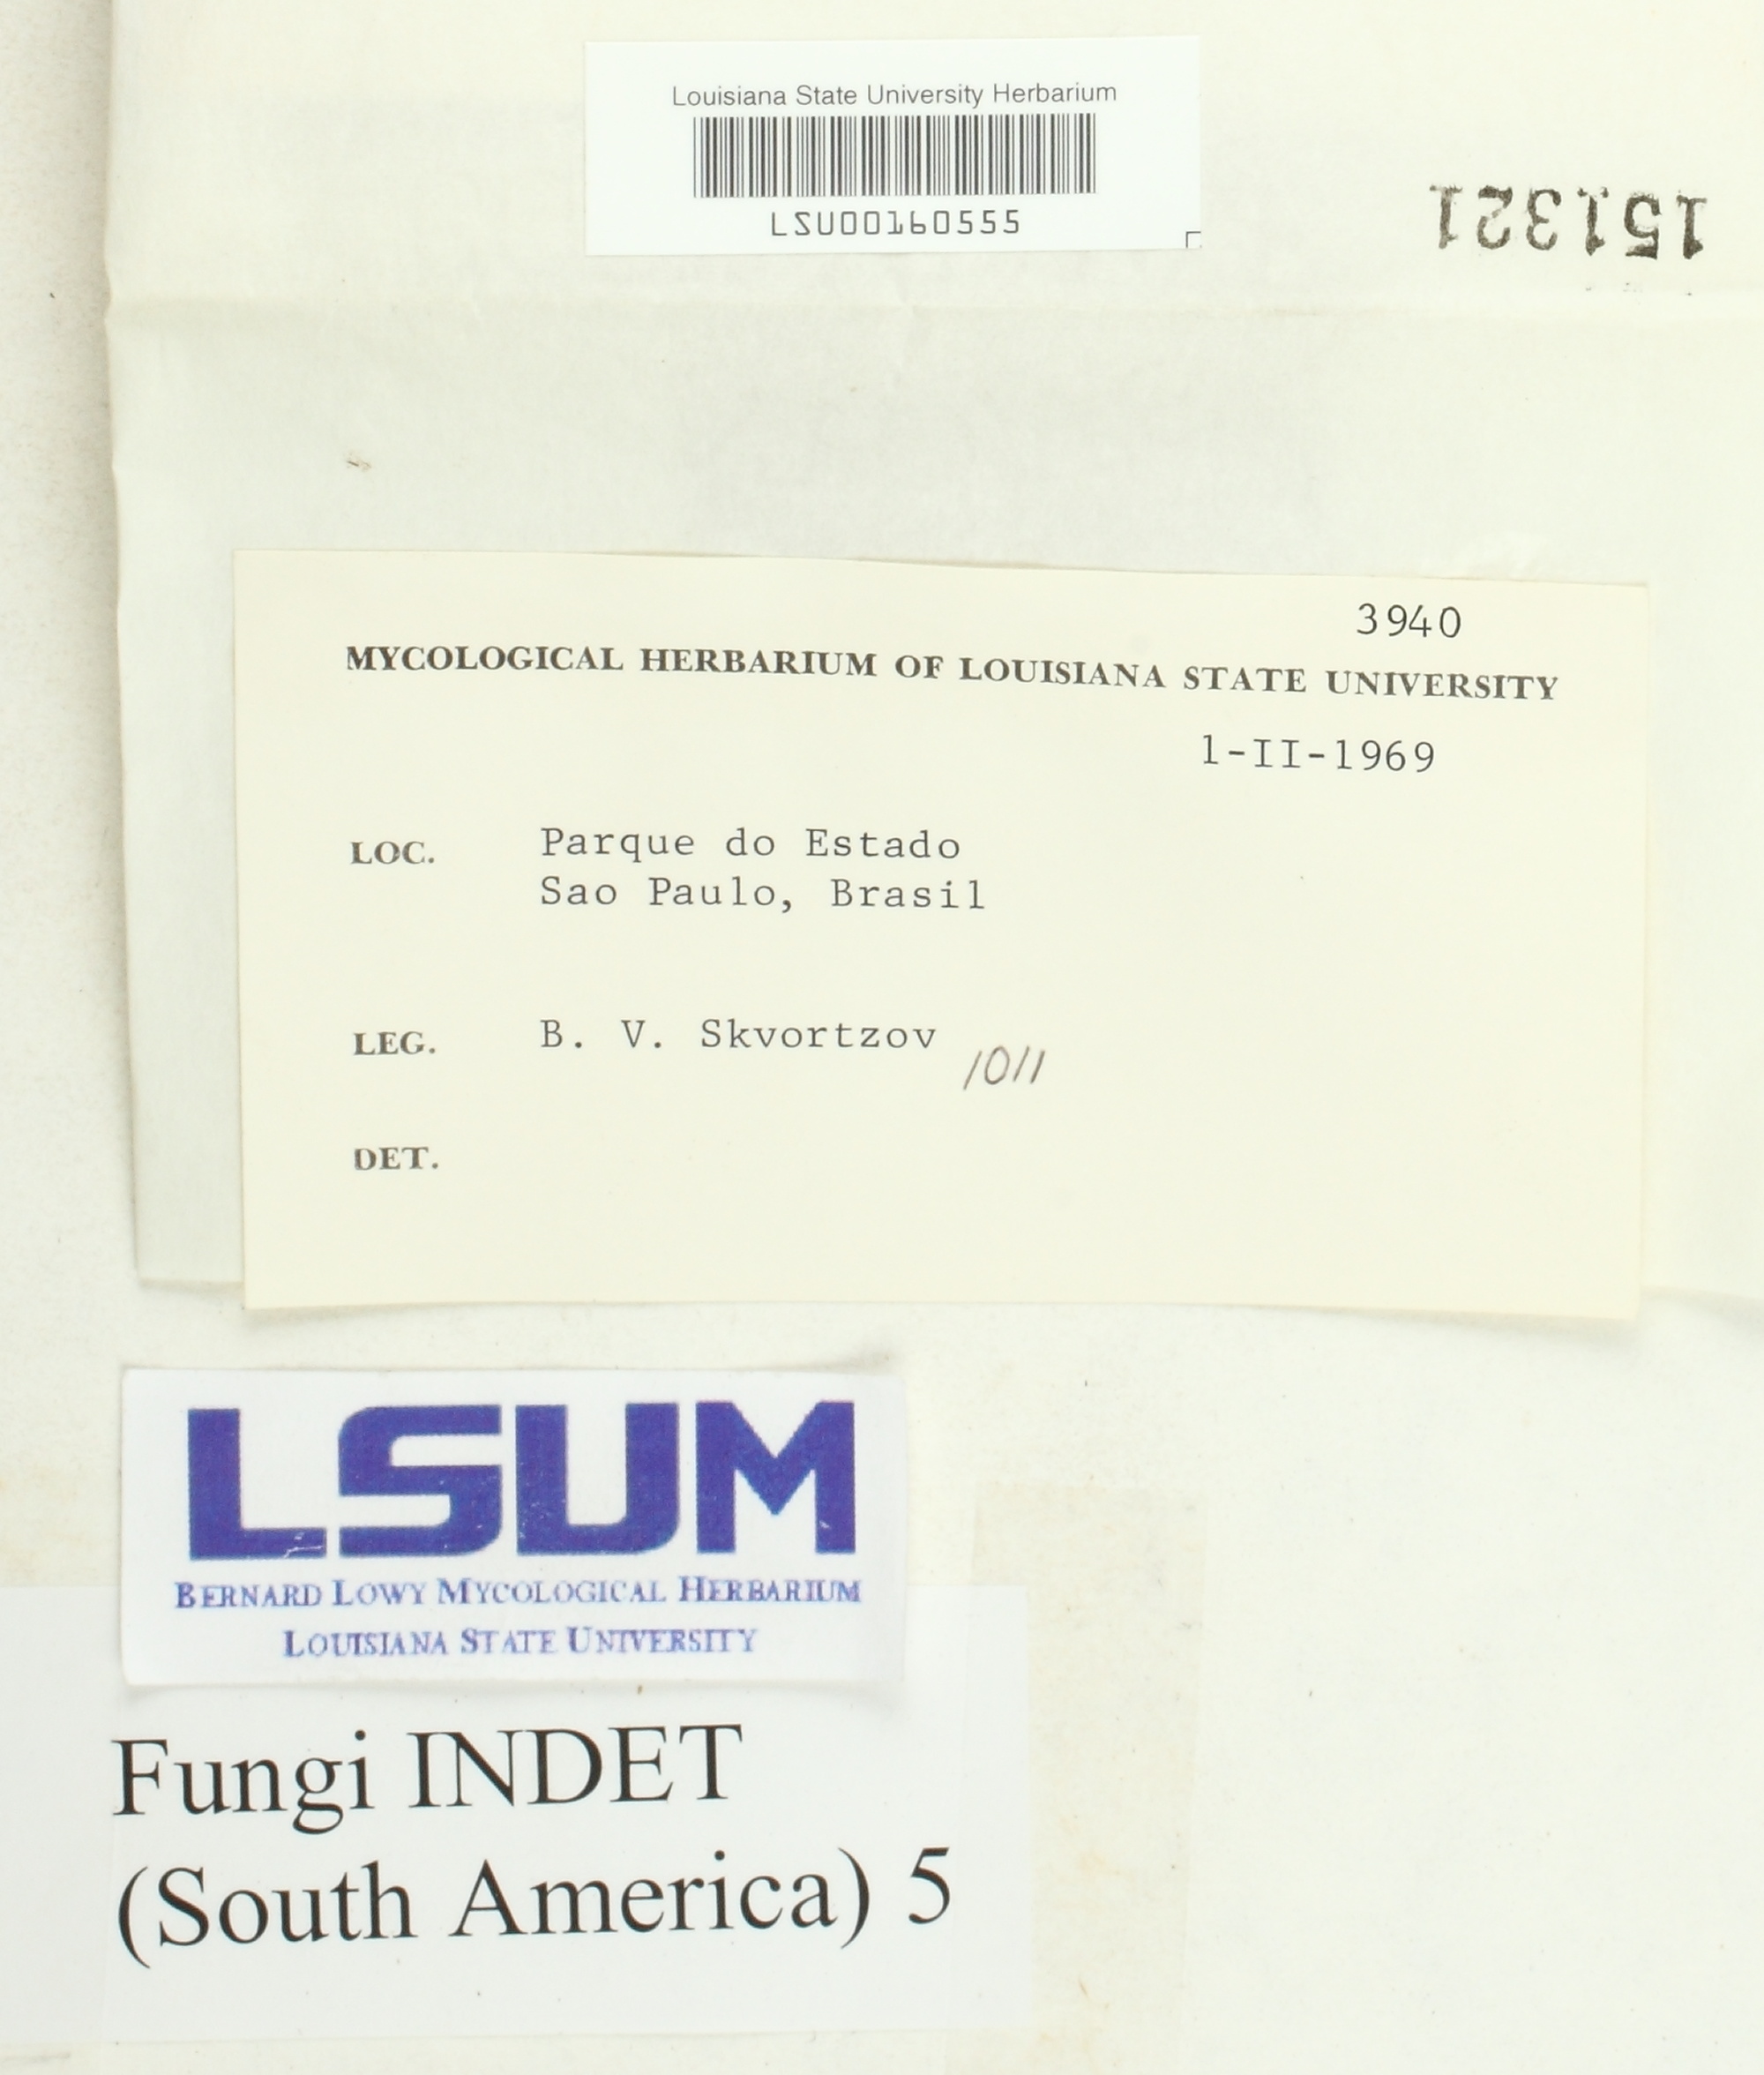 Louisiana State University Herbarium
LSU00160555
151321
3940
MYCOLOGICAL HERBARIUM OF LOUISIANA STATE UNIVERSITY
1-II-1969
LOC. Parque do Estado
Sao Paulo, Brasil
LEG. B. V. Skvortzov 1011
DET.
LSUM
BERNARD LOWY MYCOLOGICAL HERBARIUM
LOUISIANA STATE UNIVERSITY
Fungi INDET
(South America) 5